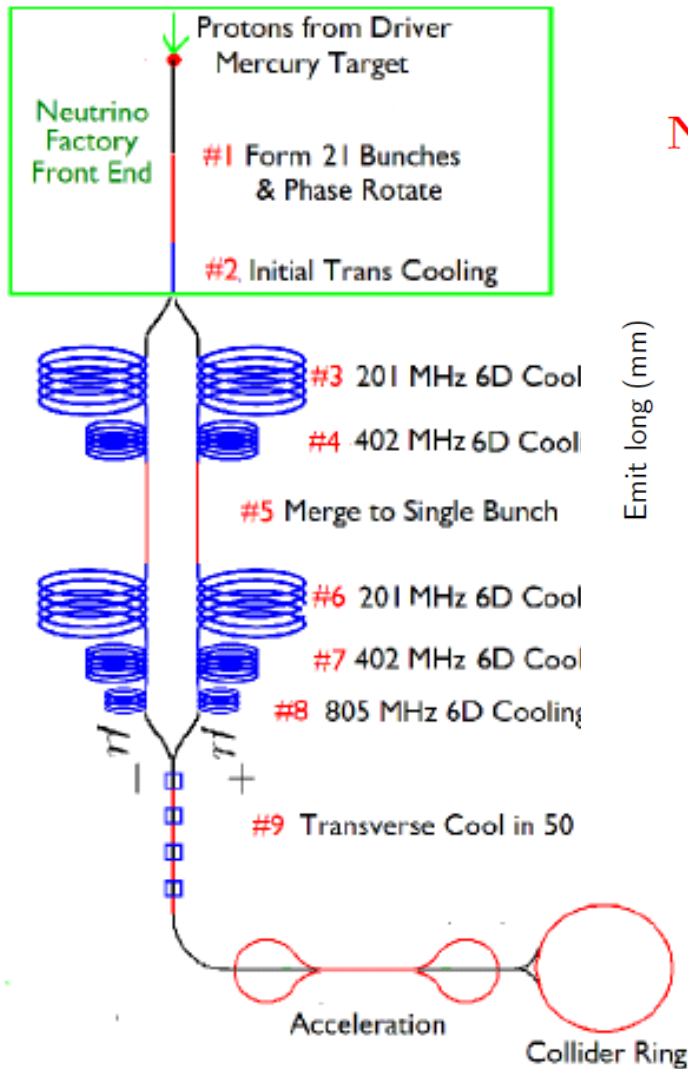 Protons from Driver
Mercury Target
Neutrino
Factory
Front End
N
#1 Form 21 Bunches
& Phase Rotate
#2 Initial Trans Cooling
#3 201 MHz 6D Cool
#4 402 MHz 6D Cool
#5 Merge to Single Bunch
Emit long (mm)
#6 201 MHz 6D Cool
#7 402 MHz 6D Cool
#8 805 MHz 6D Cooling
μ− μ+
#9 Transverse Cool in 50
Acceleration
Collider Ring